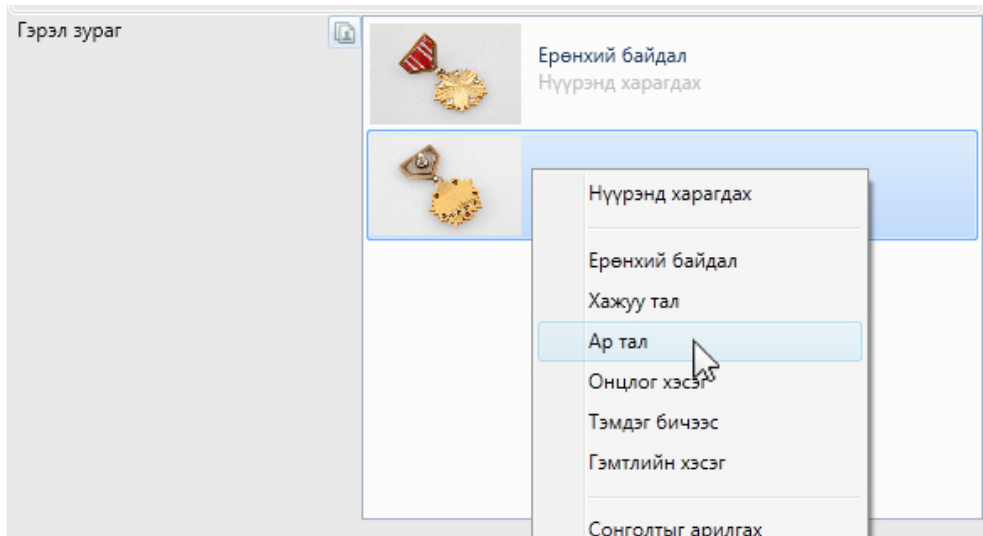 Гэрэл зураг
Ерөнхий байдал
Нүүрэнд харагдах
Нүүрэнд харагдах
Ерөнхий байдал
Хажуу тал
Ар тал
Онцлог хэсэг
Тэмдэг бичээс
Гэмтлийн хэсэг
Сонголтыг арилгах